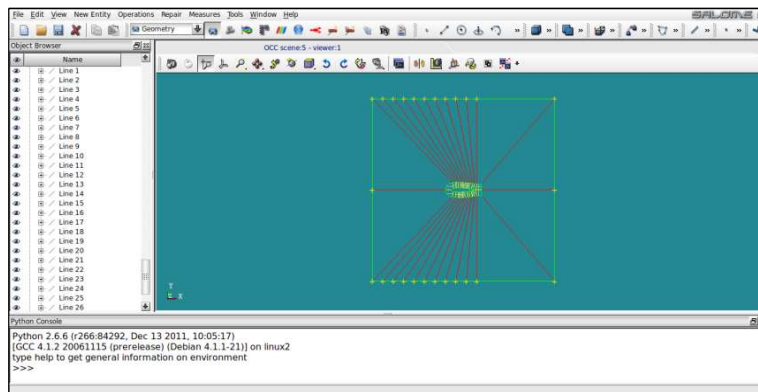 File Edit View New Entity Operations Repair Measures Tools Window Help
SALOME
Geometry
Object Browser
OCC scene:5 - viewer:1
Name
Line 1
Line 2
Line 3
Line 4
Line 5
Line 6
Line 7
Line 8
Line 9
Line 10
Line 11
Line 12
Line 13
Line 14
Line 15
Line 16
Line 17
Line 18
Line 19
Line 20
Line 21
Line 22
Line 23
Line 24
Line 25
Line 26
Y
X
Python Console
Python 2.6.6 (r266:84292, Dec 13 2011, 10:05:17)
[GCC 4.1.2 20061115 (prerelease) (Debian 4.1.1-21)] on linux2
type help to get general information on environment
>>>